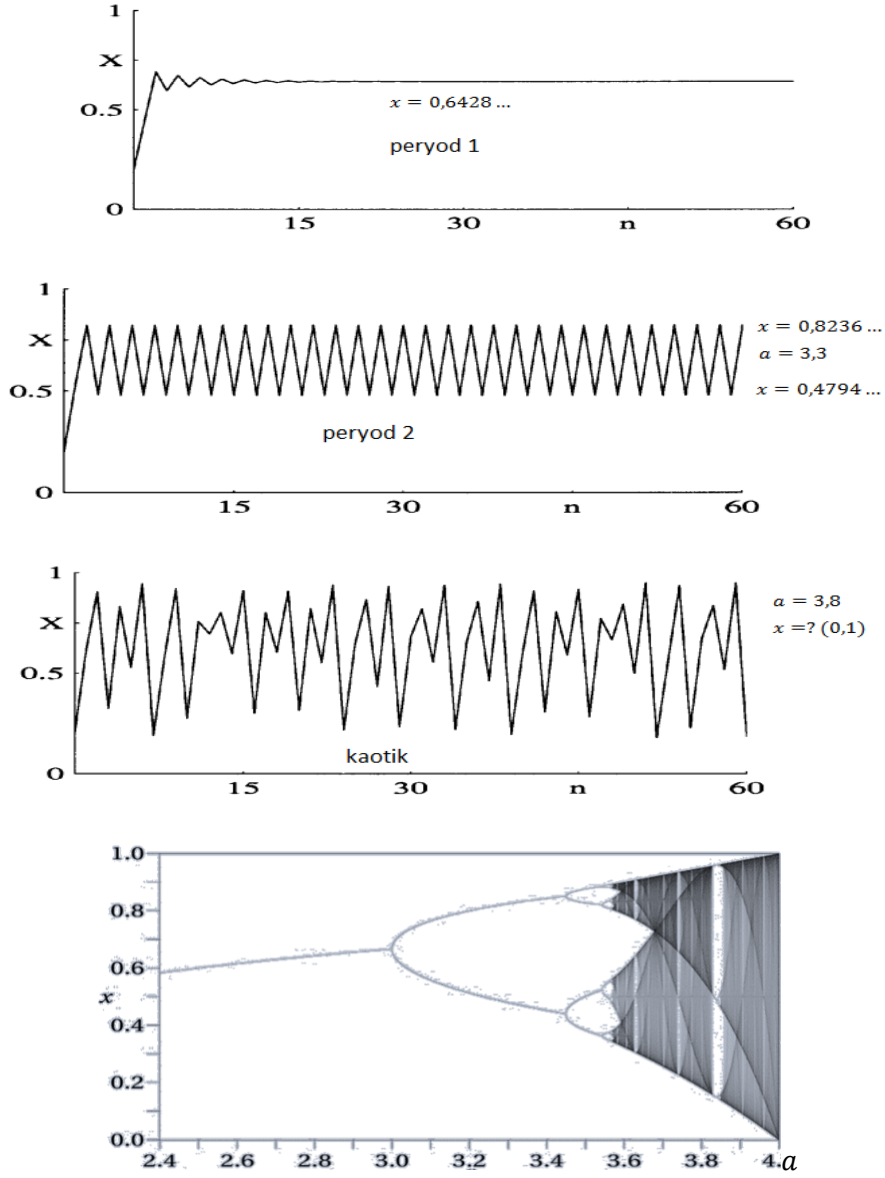 1
X
x = 0,6428 ...
0.5
peryod 1
0
15 30 n 60
1
x = 0,8236 ...
X
a = 3,3
0.5
x = 0,4794 ...
peryod 2
0
15 30 n 60
1
a = 3,8
X
x =? (0,1)
0.5
kaotik
0
15 30 n 60
1.0
0.8
0.6
x
0.4
0.2
0.0
2.4 2.6 2.8 3.0 3.2 3.4 3.6 3.8 4. a